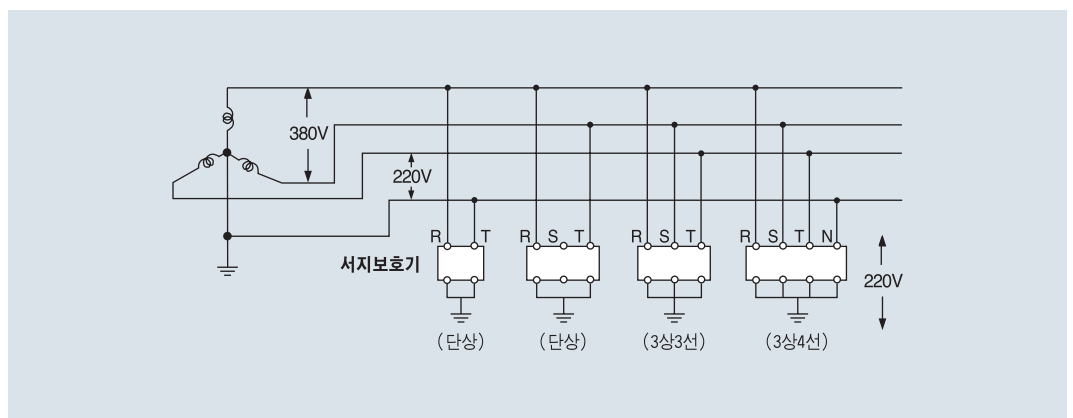 380V
220V
R T R S T R S T R S T N
서지보호기
220V
(단상) (단상) (3상3선) (3상4선)